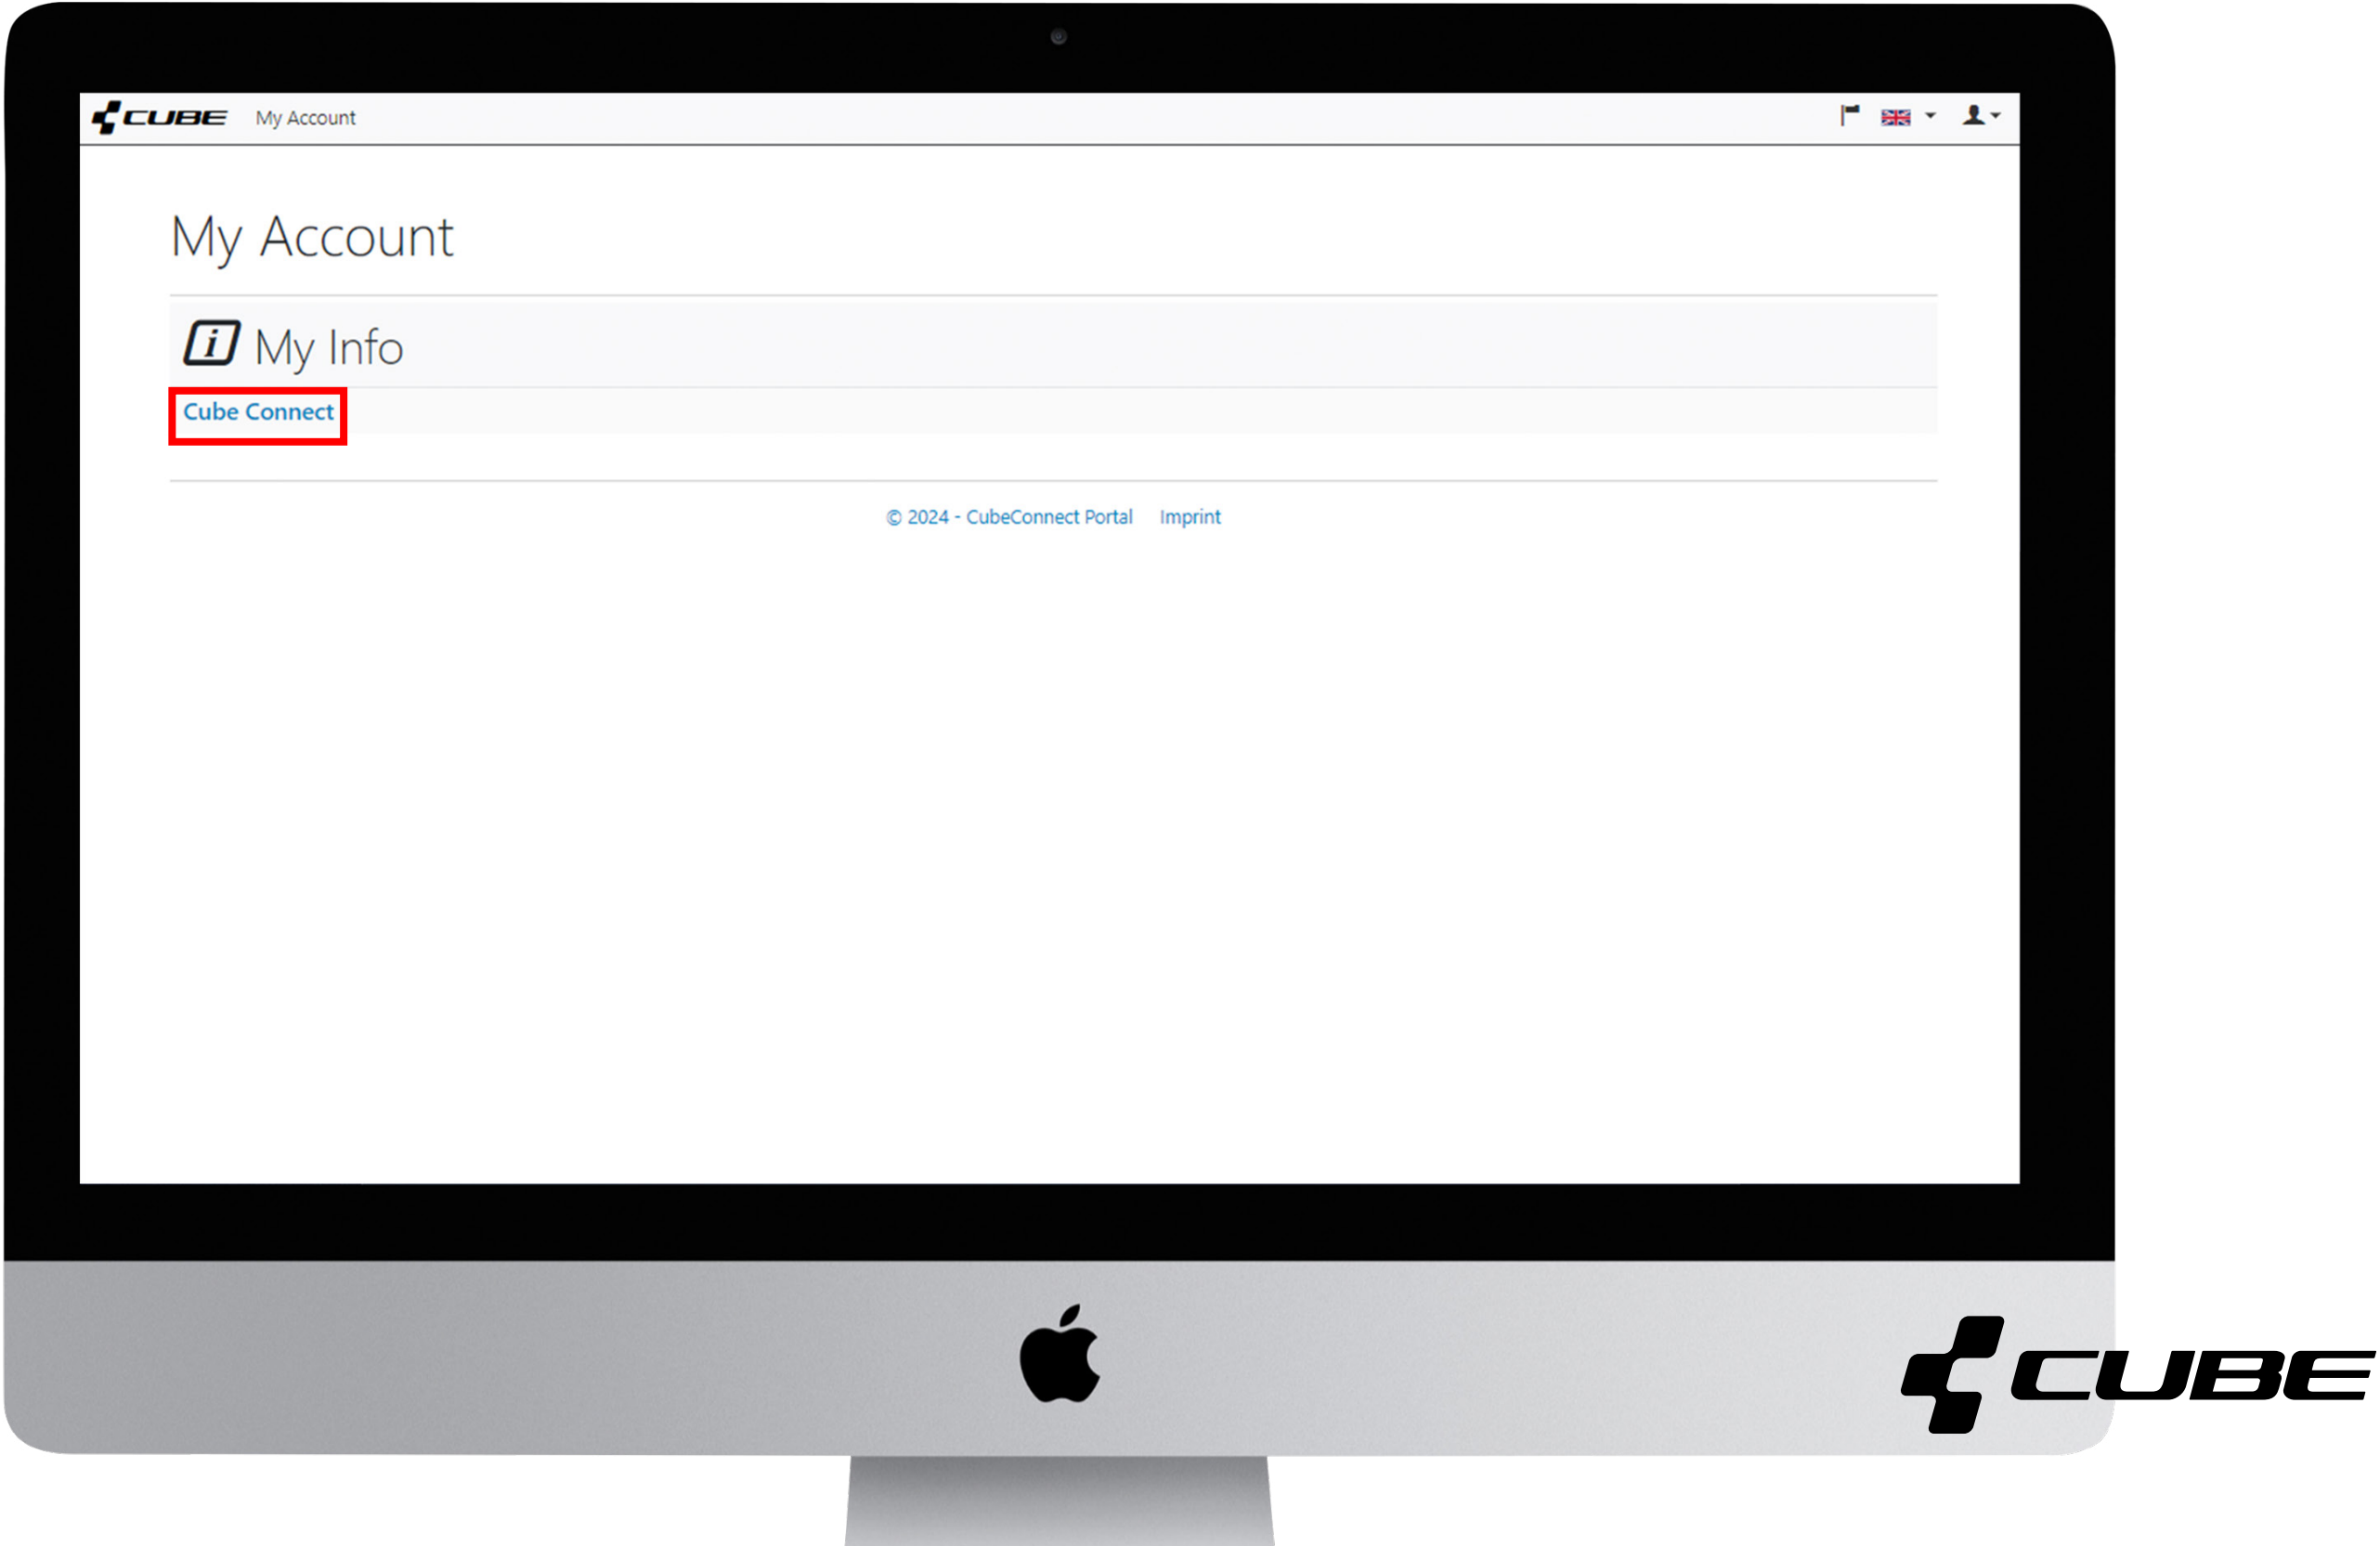 CUBE My Account
My Account
i My Info
Cube Connect
© 2024 - CubeConnect Portal Imprint
CUBE